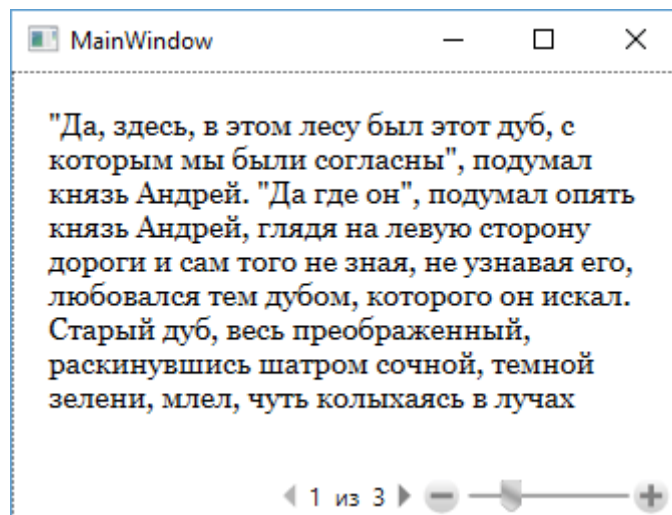 MainWindow
"Да, здесь, в этом лесу был этот дуб, с
которым мы были согласны", подумал
князь Андрей. "Да где он", подумал опять
князь Андрей, глядя на левую сторону
дороги и сам того не зная, не узнавая его,
любовался тем дубом, которого он искал.
Старый дуб, весь преображенный,
раскинувшись шатром сочной, темной
зелени, млел, чуть колыхаясь в лучах
1 из 3